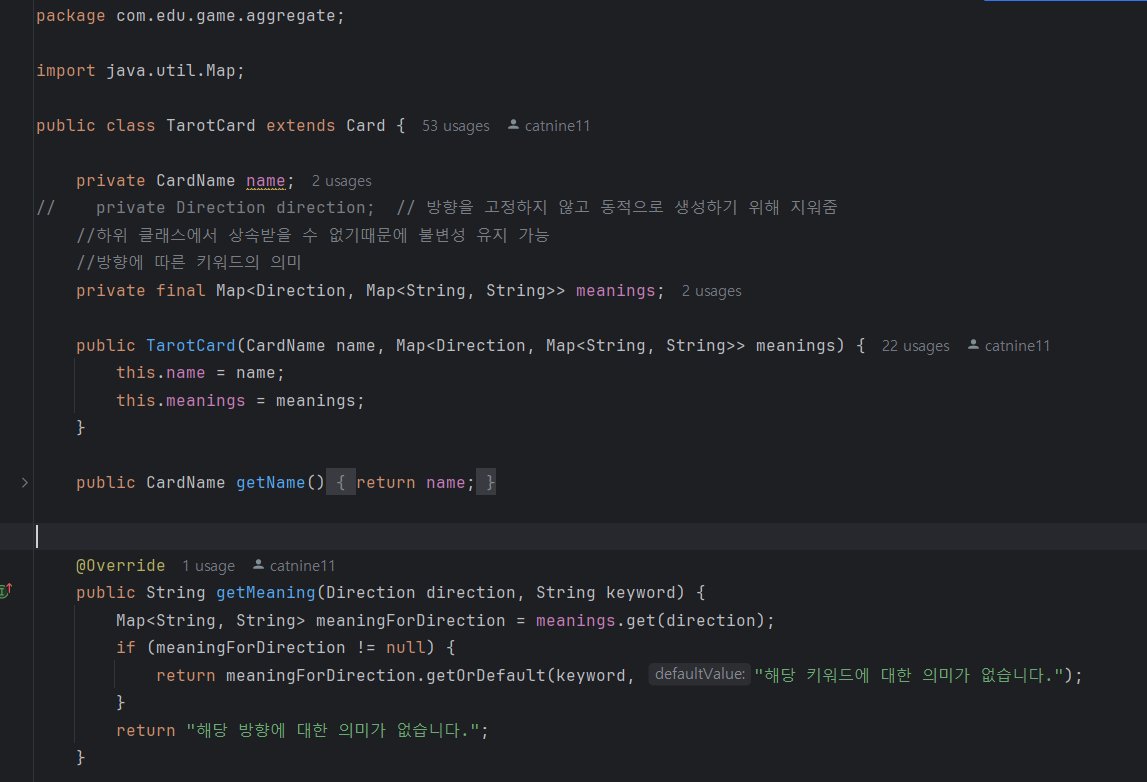 package com.edu.game.aggregate;
import java.util.Map;
public class TarotCard extends Card {  53 usages  catnine11
private CardName name;  2 usages
//    private Direction direction;  // 방향을 고정하지 않고 동적으로 생성하기 위해 지워줌
//하위 클래스에서 상속받을 수 없기때문에 불변성 유지 가능
//방향에 따른 키워드의 의미
private final Map<Direction, Map<String, String>> meanings;  2 usages
public TarotCard(CardName name, Map<Direction, Map<String, String>> meanings) {  22 usages  catnine11
this.name = name;
this.meanings = meanings;
}
public CardName getName() { return name; }
@Override  1 usage  catnine11
public String getMeaning(Direction direction, String keyword) {
Map<String, String> meaningForDirection = meanings.get(direction);
if (meaningForDirection != null) {
return meaningForDirection.getOrDefault(keyword, defaultValue: "해당 키워드에 대한 의미가 없습니다.");
}
return "해당 방향에 대한 의미가 없습니다.";
}